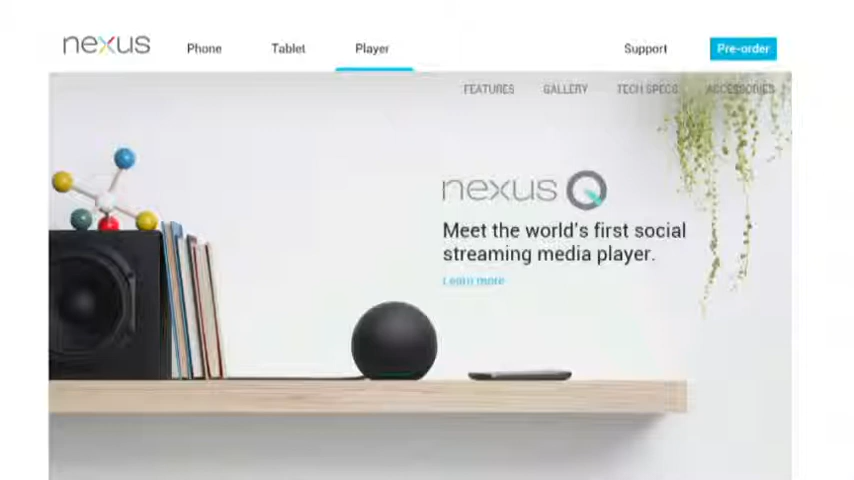 nexus Phone Tablet Player Support Pre-order
FEATURES GALLERY TECH SPECS ACCESSORIES
nexus Q
Meet the world's first social
streaming media player.
Learn more